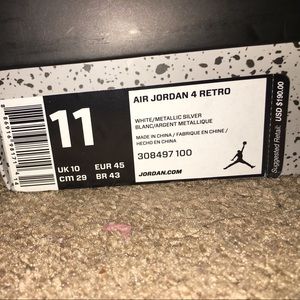 11
UK 10 EUR 45
CM 29 BR 43
AIR JORDAN 4 RETRO
WHITE/METALLIC SILVER
BLANC/ARGENT METALLIQUE
MADE IN CHINA / FABRIQUE EN CHINE /
HECHO EN CHINA
308497 100
JORDAN.COM
Suggested Retail: USD $190.00